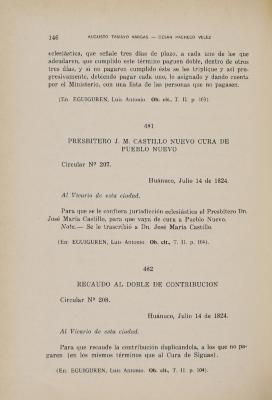 146 AUGUSTO TAMAYO VARGAS — CESAR PACHECO VELEZ
eclesiástica, que señale tres días de plazo, a cada uno de los que
adeudaren, que cumplido este término paguen doble, dentro de otros
tres días, y si no pagaren cumplido éste se les triplique y así pro-
gresivamente, debiendo pagar cada uno, lo asignado y dando cuenta
por el Ministerio, con una lista de las personas que no pagasen.
(En: EGUIGUREN, Luis Antonio Ob. cit., T. II. p. 103).
481
PRESBITERO J. M. CASTILLO NUEVO CURA DE
PUEBLO NUEVO
Circular Nº 207.
Huánuco, Julio 14 de 1824.
Al Vicario de esta ciudad.
Para que se le confiera jurisdicción eclesiástica al Presbítero Dn.
José María Castillo, para que vaya de cura a Pueblo Nuevo.
Nota.— Se le trascribió a Dn. José María Castillo.
(En: EGUIGUREN, Luis Antonio Ob. cit., T. II p. 104).
482
RECAUDO AL DOBLE DE CONTRIBUCION
Circular Nº 208.
Huánuco, Julio 14 de 1824.
Al Vicario de esta ciudad.
Para que recaude la contribución duplicándola, a los que no pa-
garen (en los mismos términos que al Cura de Siguas).
(En: EGUIGUREN, Luis Antonio Ob. cit., T. II p. 104).